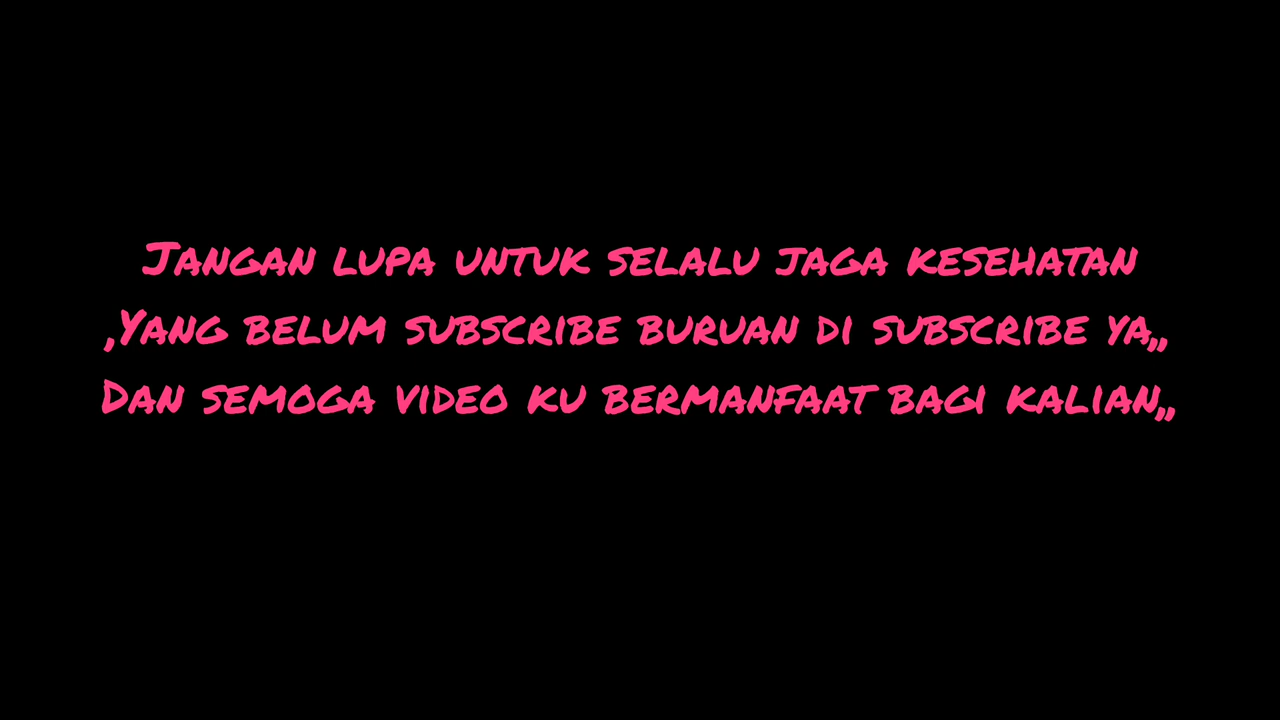 Jangan lupa untuk selalu jaga kesehatan
,Yang belum subscribe buruan di subscribe ya,,
Dan semoga video ku bermanfaat bagi kalian,,